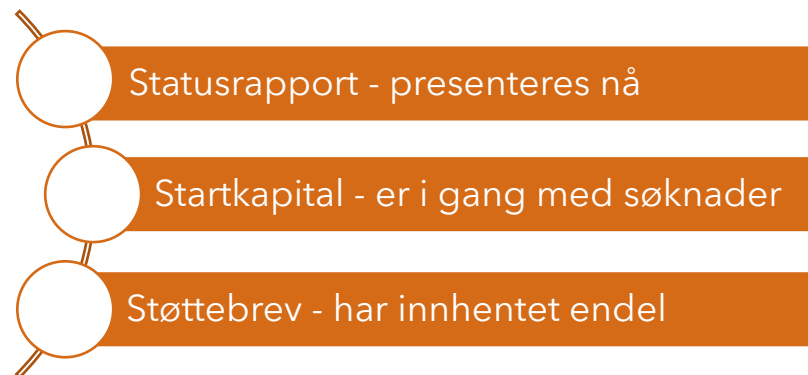 Statusrapport - presenteres nå
Startkapital - er i gang med søknader
Støttebrev - har innhentet endel